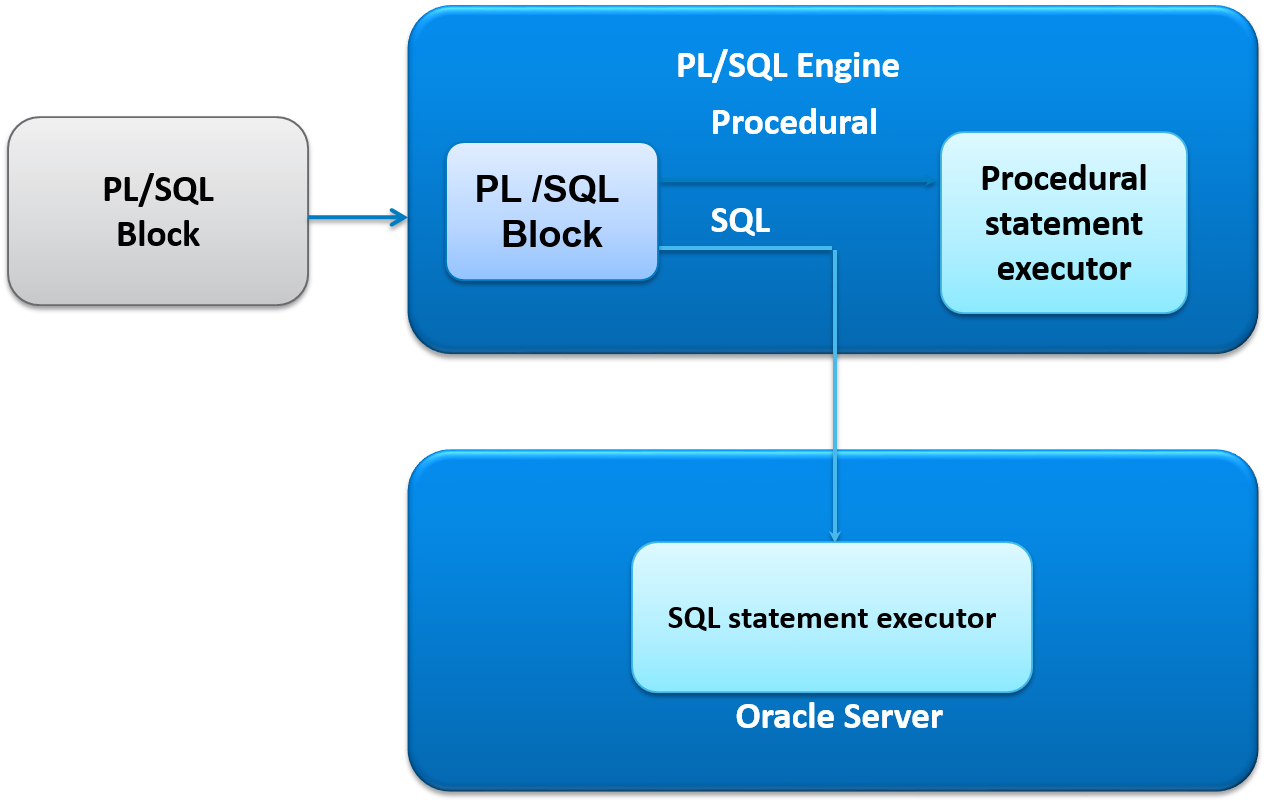 PL/SQL Engine
Procedural
PL/SQL
Block
PL /SQL
Block
SQL
Procedural
statement
executor
SQL statement executor
Oracle Server